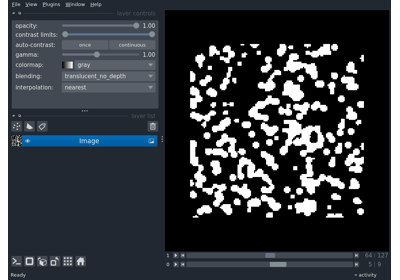 File View Plugins Window Help
layer controls
opacity: 1.00
contrast limits:
auto-contrast: once continuous
gamma: 1.00
colormap: gray
blending: translucent_no_depth
interpolation: nearest
layer list
Image
1 64 127
0 5 9
Ready activity